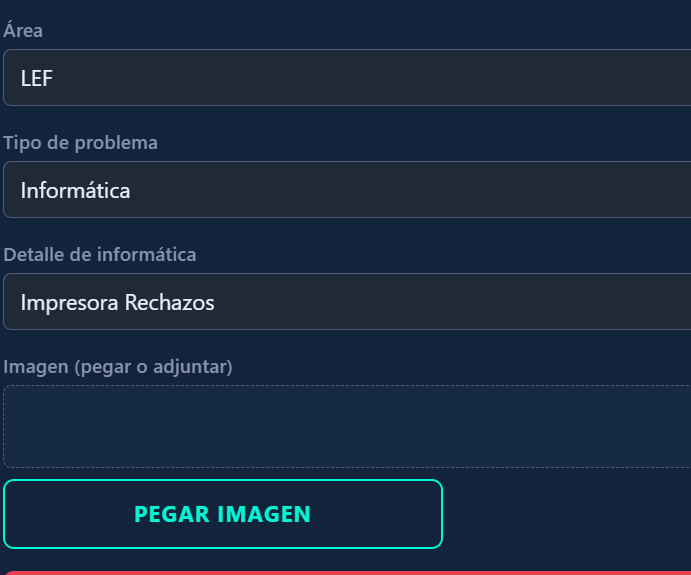 Área
LEF
Tipo de problema
Informática
Detalle de informática
Impresora Rechazos
Imagen (pegar o adjuntar)
PEGAR IMAGEN